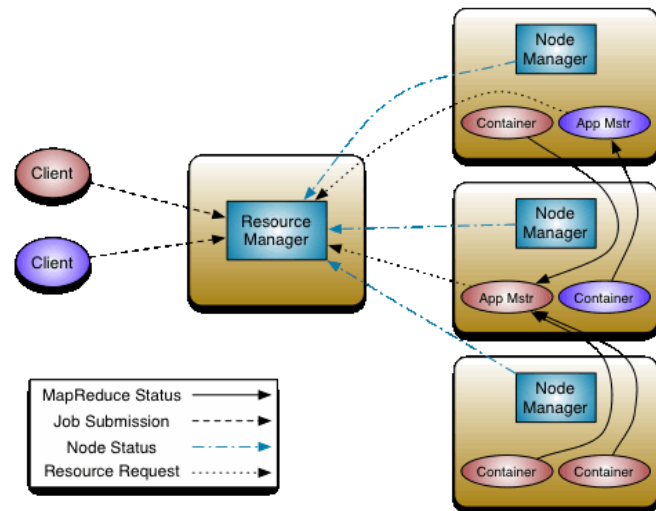 Node
Manager
Container
App Mstr
Client
Resource
Manager
Client
Node
Manager
App Mstr
Container
Node
Manager
Container
Container
MapReduce Status
Job Submission
Node Status
Resource Request